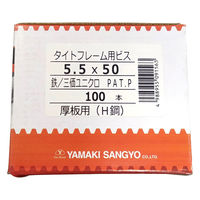 タイトフレーム用ビス
5.5×50
鉄/三価ユニクロ PAT.P
100 本
厚板用(H鋼)
YAMAKI SANGYO CO.,LTD.